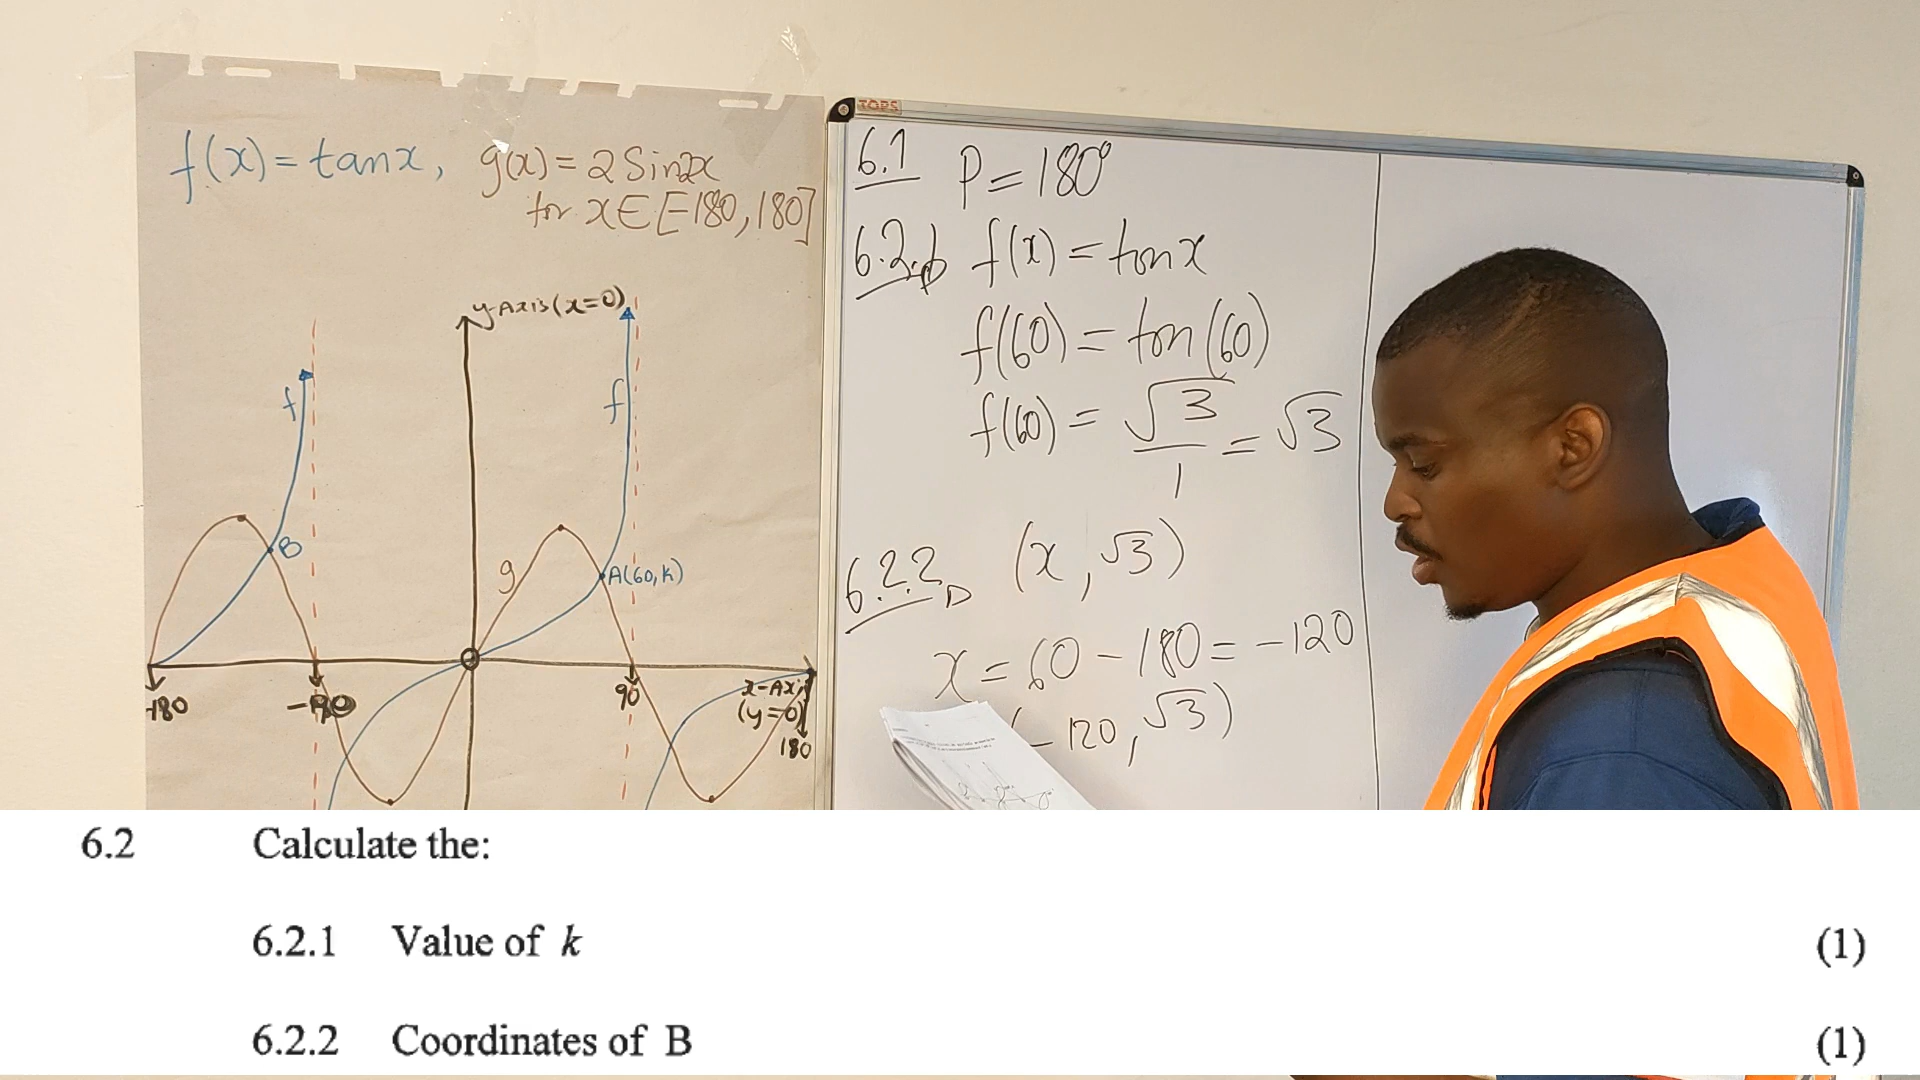 f(x) = tanx, g(x) = 2 Sin2x
for x ∈ [-180, 180]
y-Axis (x=0)
f
f
B
g
A(60, k)
-180
-90
90
x-Axis
(y=0)
180
TOPS
6.1 P = 180°
6.2.1 f(x) = tan x
f(60) = tan(60)
f(60) = √3/1 = √3
6.2.2 (x, √3)
x = 60 - 180 = -120
(-120, √3)
6.2 Calculate the:
6.2.1 Value of k (1)
6.2.2 Coordinates of B (1)